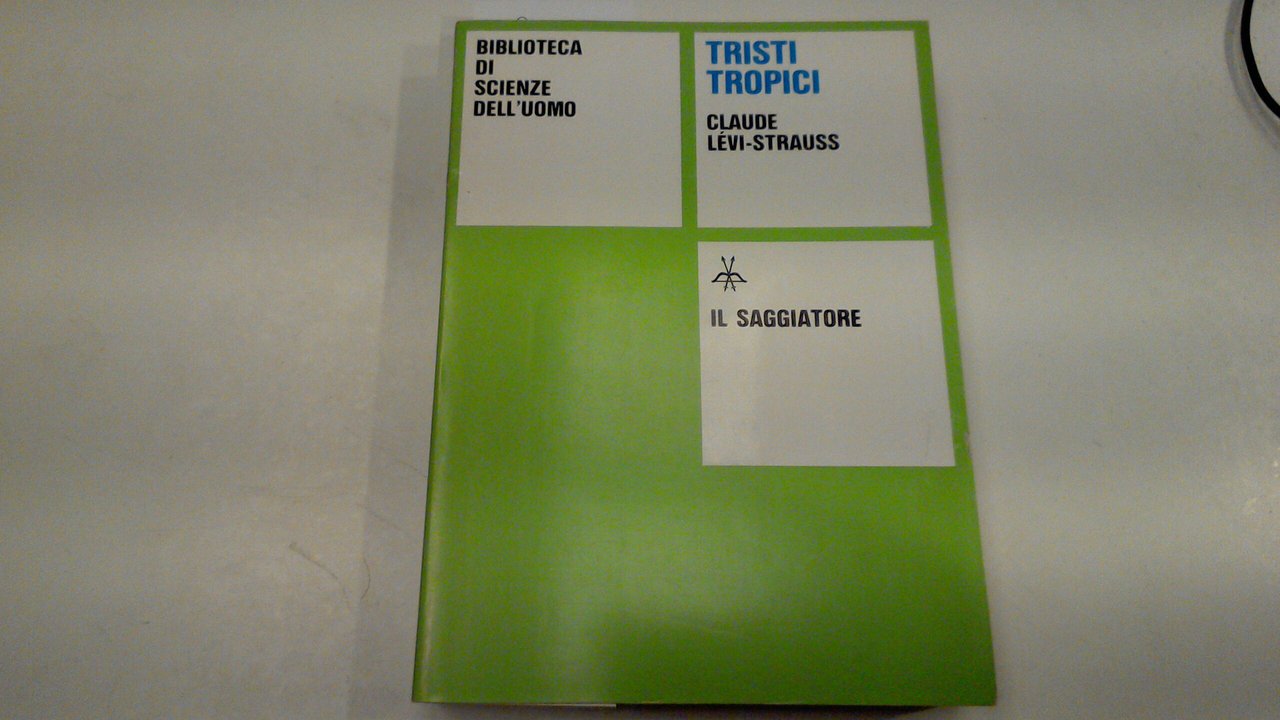 BIBLIOTECA
DI
SCIENZE
DELL'UOMO
TRISTI
TROPICI
CLAUDE
LÉVI-STRAUSS
IL SAGGIATORE